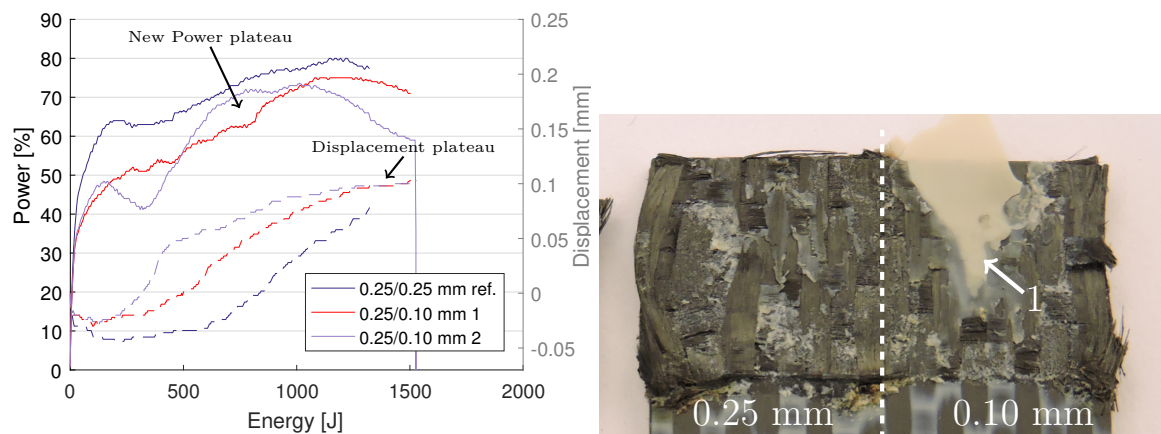 90
80
70
60
50
40
30
20
10
0
Power [%]
0
500
1000
1500
2000
Energy [J]
0.25
0.2
0.15
0.1
0.05
0
-0.05
Displacement [mm]
New Power plateau
Displacement plateau
0.25/0.25 mm ref.
0.25/0.10 mm 1
0.25/0.10 mm 2
1
0.25 mm
0.10 mm